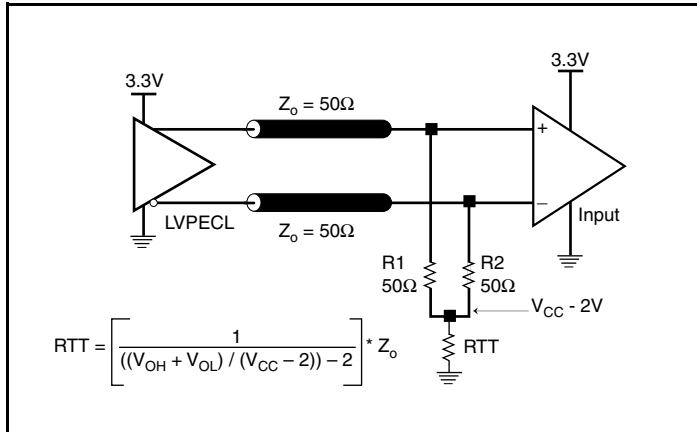 3.3V
3.3V
Zo = 50Ω
+
–
LVPECL
Input
Zo = 50Ω
R1
50Ω
R2
50Ω
VCC - 2V
RTT = [ 1 / ((VOH + VOL) / (VCC – 2)) – 2 ] * Zo
RTT